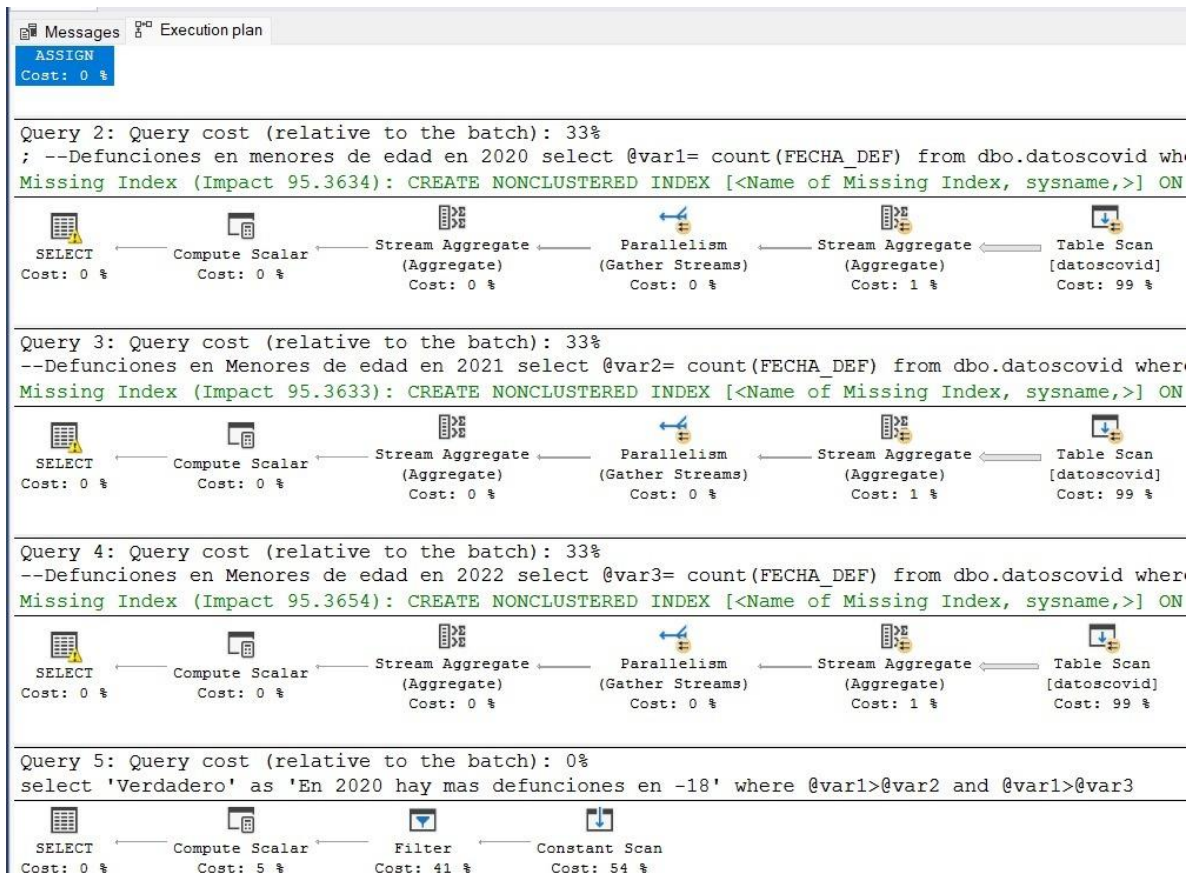 Messages Execution plan
ASSIGN
Cost: 0 %
Query 2: Query cost (relative to the batch): 33%
; --Defunciones en menores de edad en 2020 select @var1= count(FECHA_DEF) from dbo.datoscovid
Missing Index (Impact 95.3634): CREATE NONCLUSTERED INDEX [<Name of Missing Index, sysname,>] ON
SELECT Compute Scalar Stream Aggregate Parallelism Stream Aggregate Table Scan
(Aggregate) (Gather Streams) (Aggregate) [datoscovid]
Cost: 0 % Cost: 0 % Cost: 0 % Cost: 0 % Cost: 1 % Cost: 99 %
Query 3: Query cost (relative to the batch): 33%
--Defunciones en Menores de edad en 2021 select @var2= count(FECHA_DEF) from dbo.datoscovid where
Missing Index (Impact 95.3633): CREATE NONCLUSTERED INDEX [<Name of Missing Index, sysname,>] ON
SELECT Compute Scalar Stream Aggregate Parallelism Stream Aggregate Table Scan
(Aggregate) (Gather Streams) (Aggregate) [datoscovid]
Cost: 0 % Cost: 0 % Cost: 0 % Cost: 0 % Cost: 1 % Cost: 99 %
Query 4: Query cost (relative to the batch): 33%
--Defunciones en Menores de edad en 2022 select @var3= count(FECHA_DEF) from dbo.datoscovid where
Missing Index (Impact 95.3654): CREATE NONCLUSTERED INDEX [<Name of Missing Index, sysname,>] ON
SELECT Compute Scalar Stream Aggregate Parallelism Stream Aggregate Table Scan
(Aggregate) (Gather Streams) (Aggregate) [datoscovid]
Cost: 0 % Cost: 0 % Cost: 0 % Cost: 0 % Cost: 1 % Cost: 99 %
Query 5: Query cost (relative to the batch): 0%
select 'Verdadero' as 'En 2020 hay mas defunciones en -18' where @var1>@var2 and @var1>@var3
SELECT Compute Scalar Filter Constant Scan
Cost: 0 % Cost: 5 % Cost: 41 % Cost: 54 %